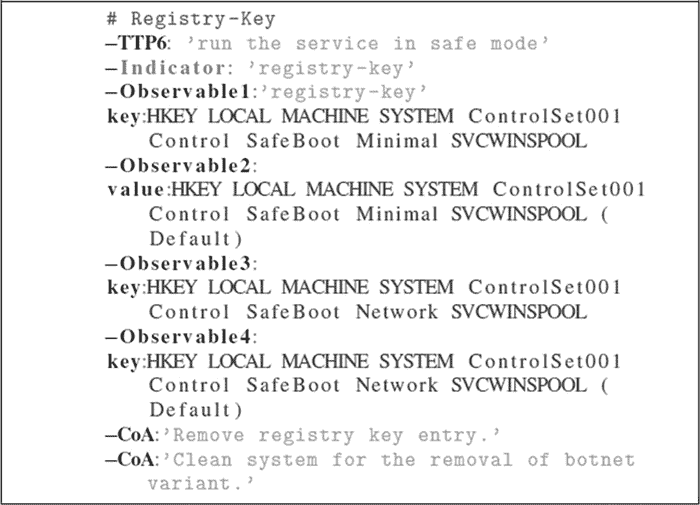 # Registry-Key
–TTP6: 'run the service in safe mode'
–Indicator: 'registry-key'
–Observable1:'registry-key'
key:HKEY LOCAL MACHINE SYSTEM ControlSet001
Control SafeBoot Minimal SVCWINSPOOL
–Observable2:
value:HKEY LOCAL MACHINE SYSTEM ControlSet001
Control SafeBoot Minimal SVCWINSPOOL (
Default)
–Observable3:
key:HKEY LOCAL MACHINE SYSTEM ControlSet001
Control SafeBoot Network SVCWINSPOOL
–Observable4:
key:HKEY LOCAL MACHINE SYSTEM ControlSet001
Control SafeBoot Network SVCWINSPOOL (
Default)
–CoA:'Remove registry key entry.'
–CoA:'Clean system for the removal of botnet
variant.'